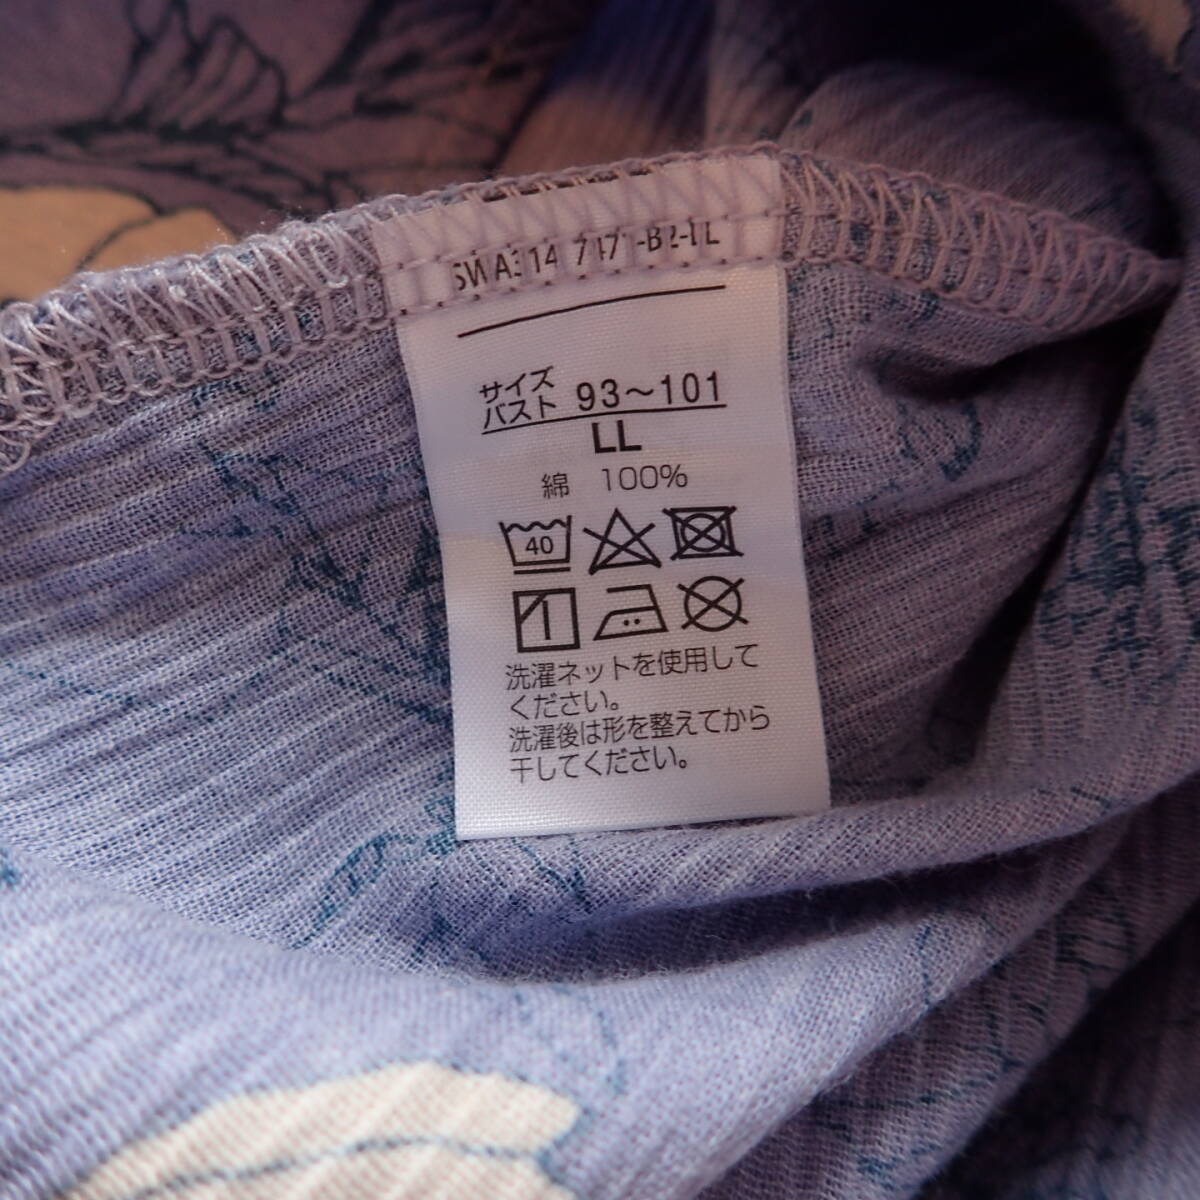 サイズ
バスト 93～101
LL
綿 100%
40
洗濯ネットを使用して
ください。
洗濯後は形を整えてから
干してください。